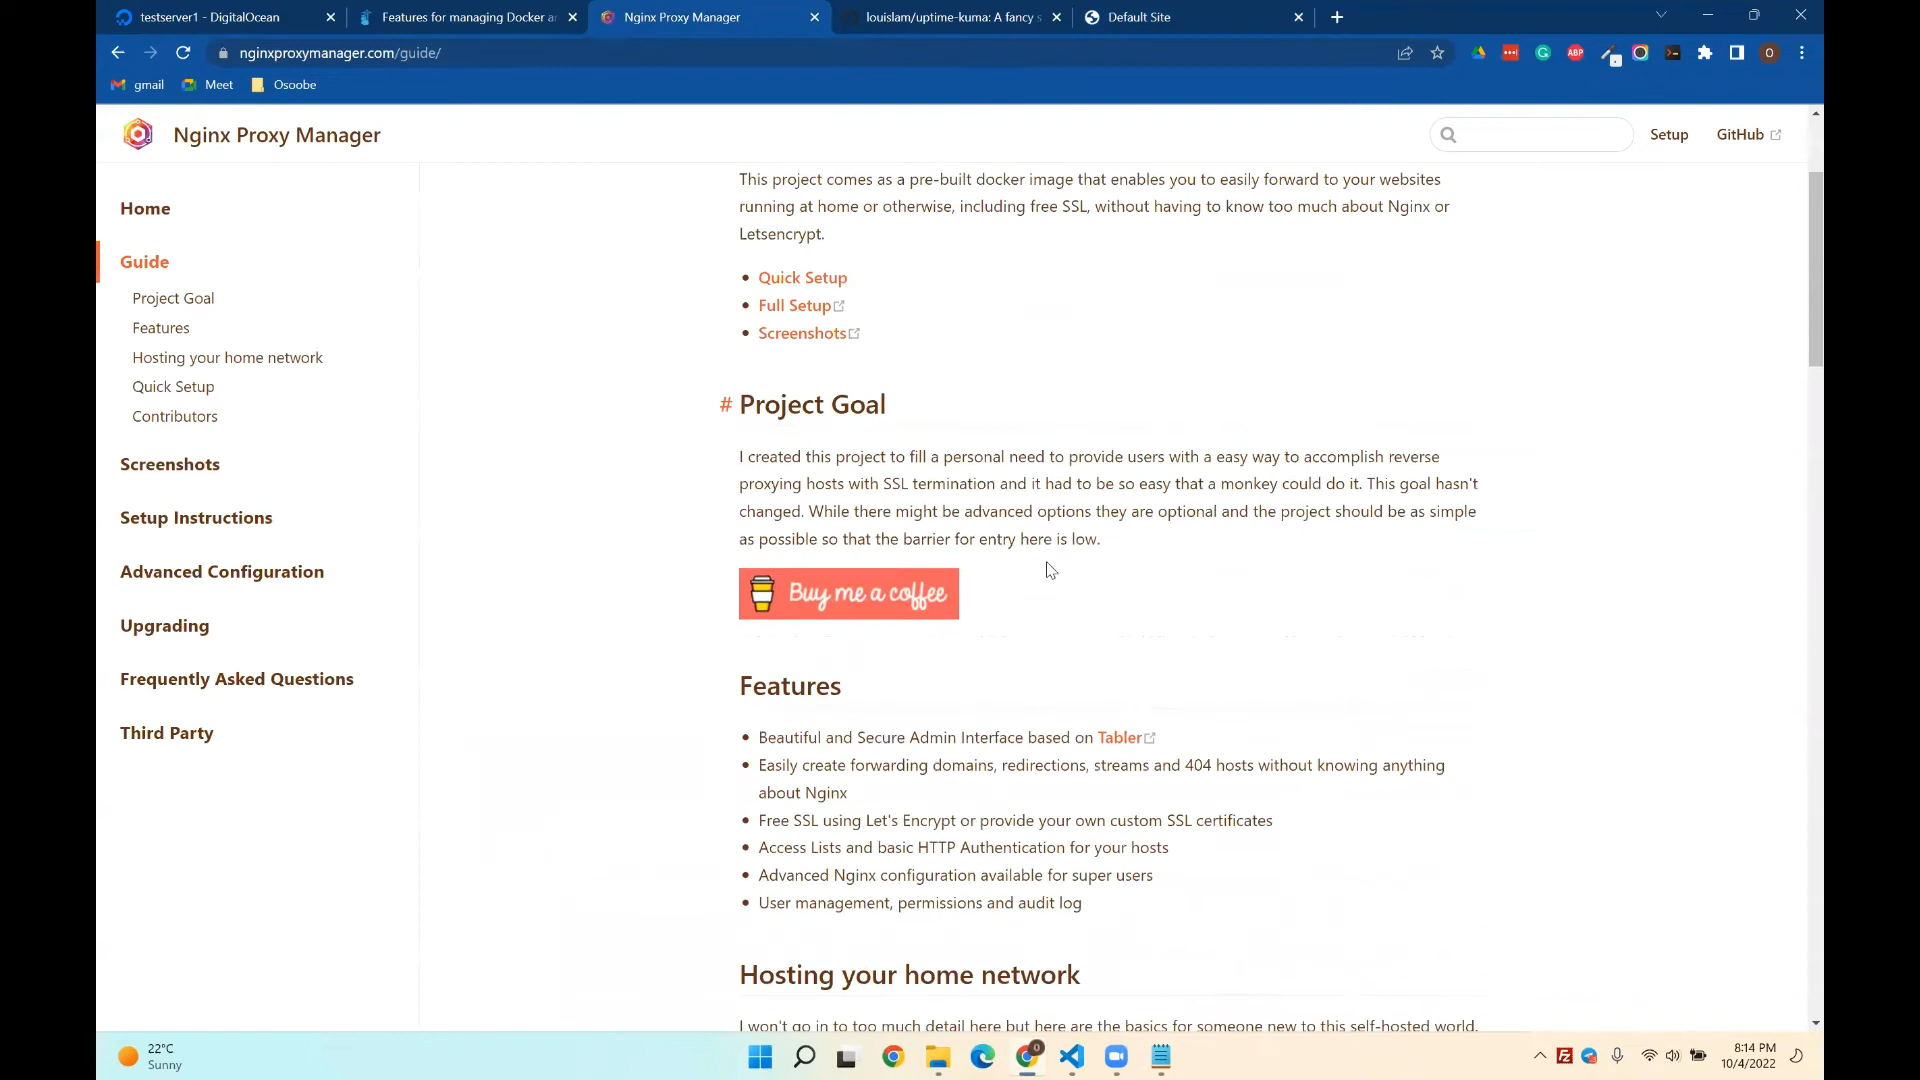 testserver1 - DigitalOcean
Features for managing Docker ar
Nginx Proxy Manager
louislam/uptime-kuma: A fancy s
Default Site
nginxproxymanager.com/guide/
ABP
O
gmail
Meet
Osoobe
Nginx Proxy Manager
Setup
GitHub
Home
Guide
Project Goal
Features
Hosting your home network
Quick Setup
Contributors
Screenshots
Setup Instructions
Advanced Configuration
Upgrading
Frequently Asked Questions
Third Party
This project comes as a pre-built docker image that enables you to easily forward to your websites
running at home or otherwise, including free SSL, without having to know too much about Nginx or
Letsencrypt.
• Quick Setup
• Full Setup
• Screenshots
# Project Goal
I created this project to fill a personal need to provide users with a easy way to accomplish reverse
proxying hosts with SSL termination and it had to be so easy that a monkey could do it. This goal hasn't
changed. While there might be advanced options they are optional and the project should be as simple
as possible so that the barrier for entry here is low.
Buy me a coffee
Features
• Beautiful and Secure Admin Interface based on Tabler
• Easily create forwarding domains, redirections, streams and 404 hosts without knowing anything
about Nginx
• Free SSL using Let's Encrypt or provide your own custom SSL certificates
• Access Lists and basic HTTP Authentication for your hosts
• Advanced Nginx configuration available for super users
• User management, permissions and audit log
Hosting your home network
I won't go in to too much detail here but here are the basics for someone new to this self-hosted world.
22°C
Sunny
8:14 PM
10/4/2022